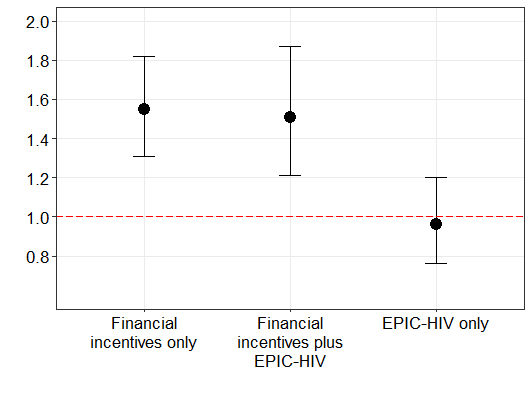 2.0
1.8
1.6
1.4
1.2
1.0
0.8
Financial
incentives only
Financial
incentives plus
EPIC-HIV
EPIC-HIV only